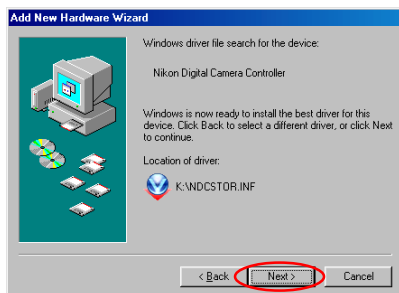 Add New Hardware Wizard
Windows driver file search for the device:
Nikon Digital Camera Controller
Windows is now ready to install the best driver for this
device. Click Back to select a different driver, or click Next
to continue.
Location of driver:
K:\NDCSTOR.INF
< Back Next > Cancel